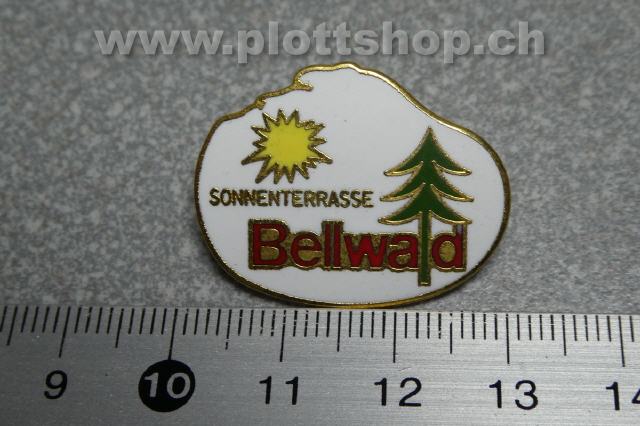 www.plottshop.ch
SONNENTERRASSE
Bellwald
9 10 11 12 13 14